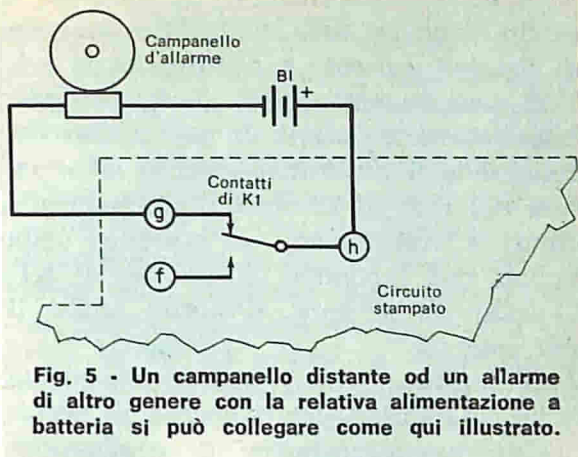 Campanello
d'allarme
BI
+
Contatti
di K1
g
h
f
Circuito
stampato
Fig. 5 - Un campanello distante od un allarme
di altro genere con la relativa alimentazione a
batteria si può collegare come qui illustrato.